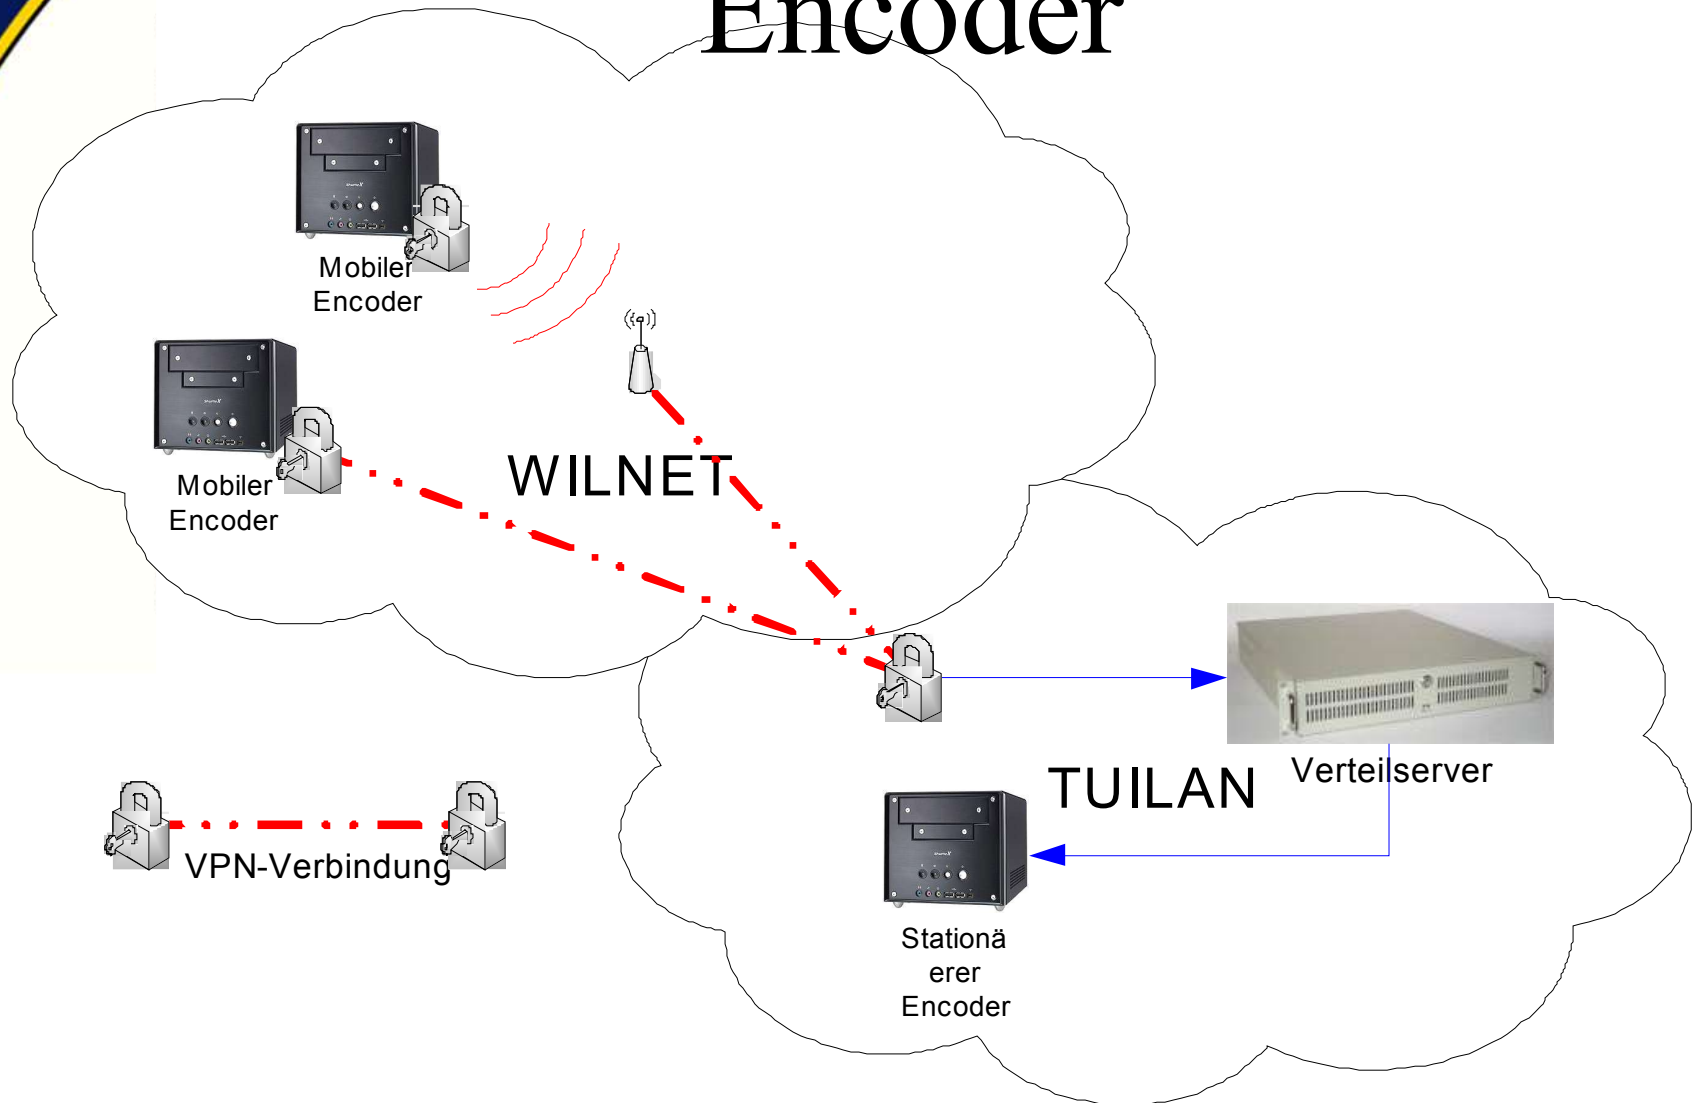 Encoder
Mobiler
Encoder
Mobiler
Encoder
WILNET
TUILAN
Verteilserver
VPN-Verbindung
Stationä
erer
Encoder